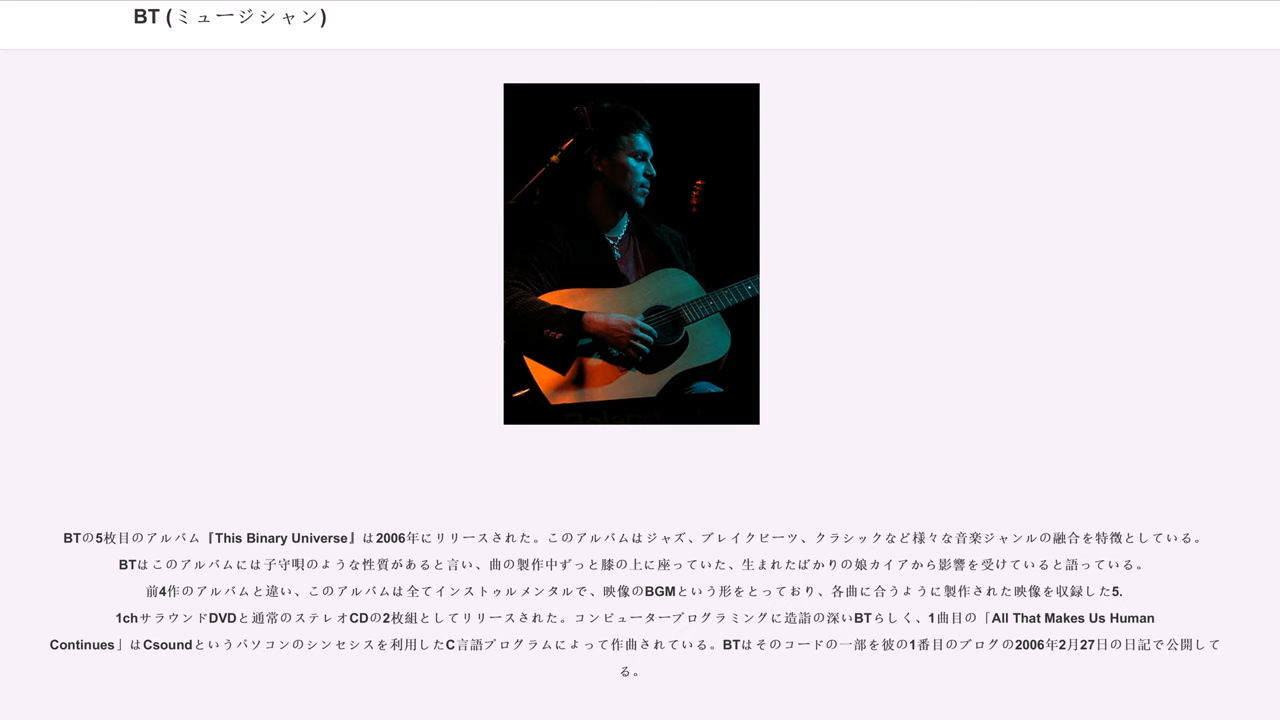 BT (ミュージシャン)
BTの5枚目のアルバム『This Binary Universe』は2006年にリリースされた。このアルバムはジャズ、ブレイクビーツ、クラシックなど様々な音楽ジャンルの融合を特徴としている。
BTはこのアルバムには子守唄のような性質があると言い、曲の製作中ずっと膝の上に座っていた、生まれたばかりの娘カイアから影響を受けていると語っている。
前4作のアルバムと違い、このアルバムは全てインストゥルメンタルで、映像のBGMという形をとっており、各曲に合うように製作された映像を収録した5.
1chサラウンドDVDと通常のステレオCDの2枚組としてリリースされた。コンピュータープログラミングに造詣の深いBTらしく、1曲目の「All That Makes Us Human
Continues」はCsoundというパソコンのシンセシスを利用したC言語プログラムによって作曲されている。BTはそのコードの一部を彼の1番目のブログの2006年2月27日の日記で公開して
る。